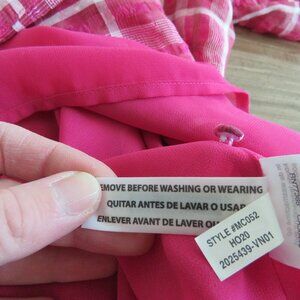 EMOVE BEFORE WASHING OR WEARING
QUITAR ANTES DE LAVAR O USAR
ENLEVER AVANT DE LAVER OU
STYLE #MC052
HO20
2025439-VN01